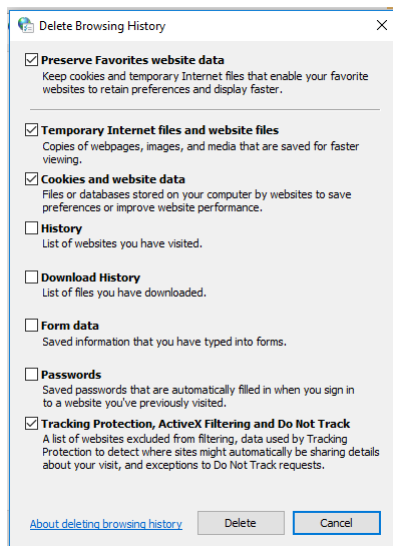 Delete Browsing History
Preserve Favorites website data
Keep cookies and temporary Internet files that enable your favorite
websites to retain preferences and display faster.
Temporary Internet files and website files
Copies of webpages, images, and media that are saved for faster
viewing.
Cookies and website data
Files or databases stored on your computer by websites to save
preferences or improve website performance.
History
List of websites you have visited.
Download History
List of files you have downloaded.
Form data
Saved information that you have typed into forms.
Passwords
Saved passwords that are automatically filled in when you sign in
to a website you've previously visited.
Tracking Protection, ActiveX Filtering and Do Not Track
A list of websites excluded from filtering, data used by Tracking
Protection to detect where sites might automatically be sharing details
about your visit, and exceptions to Do Not Track requests.
About deleting browsing history Delete Cancel